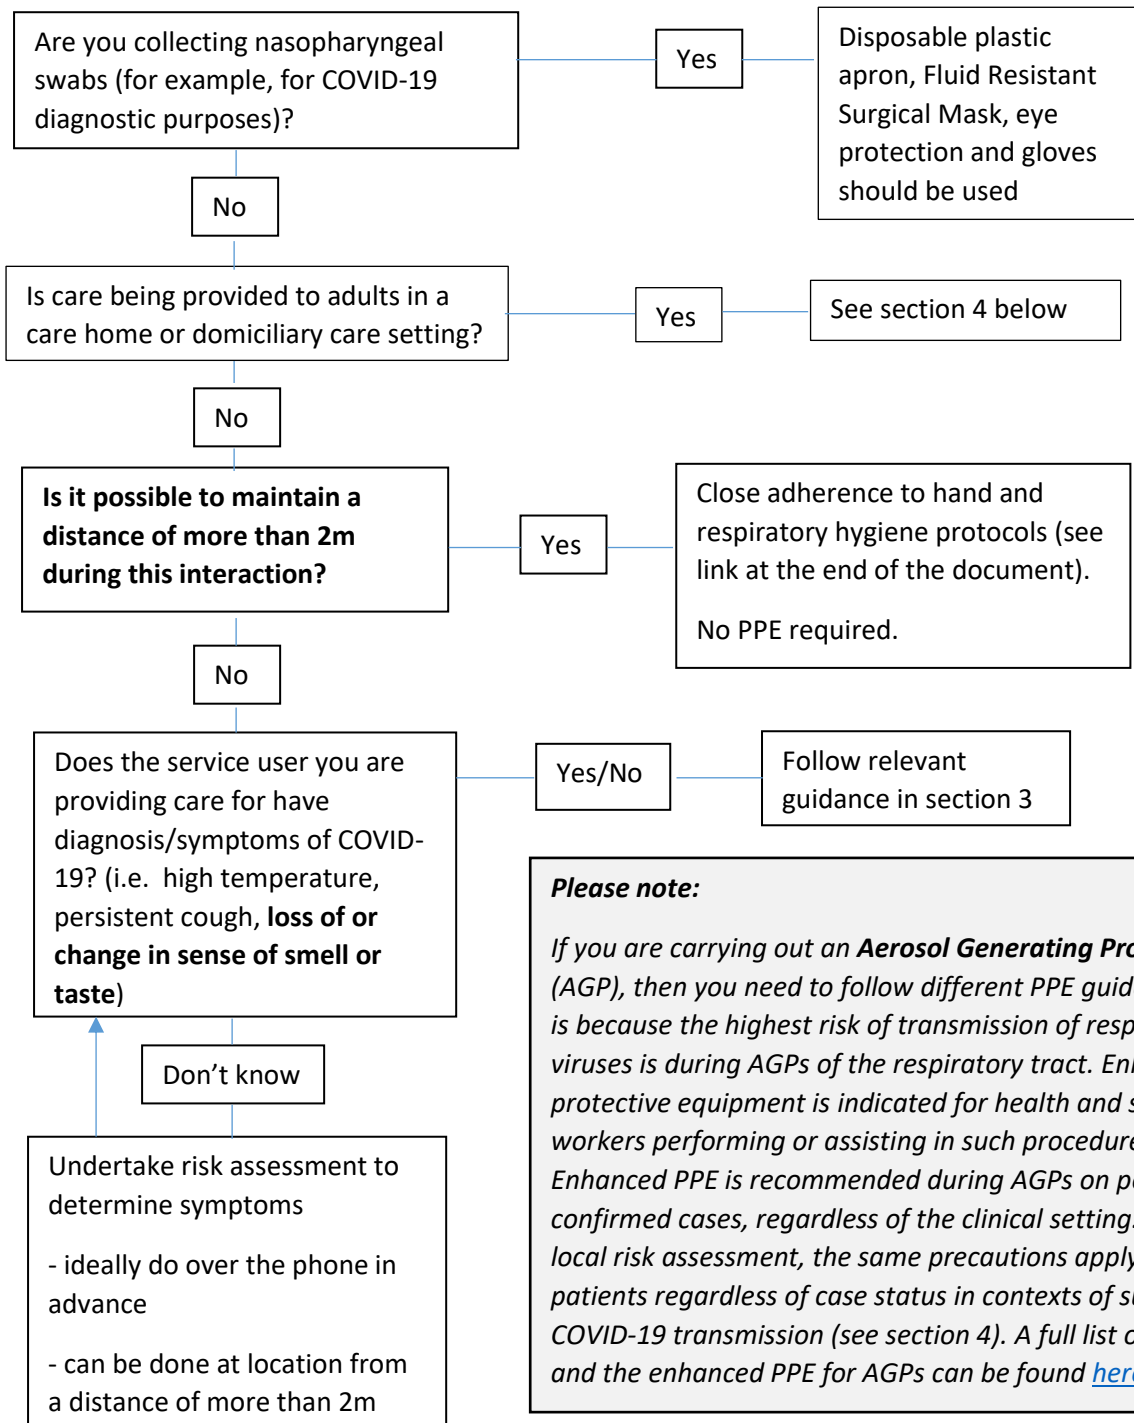 Are you collecting nasopharyngeal
swabs (for example, for COVID-19
diagnostic purposes)?
Yes
Disposable plastic
apron, Fluid Resistant
Surgical Mask, eye
protection and gloves
should be used
No
Is care being provided to adults in a
care home or domiciliary care setting?
Yes
See section 4 below
No
Is it possible to maintain a
distance of more than 2m
during this interaction?
Yes
Close adherence to hand and
respiratory hygiene protocols (see
link at the end of the document).
No PPE required.
No
Does the service user you are
providing care for have
diagnosis/symptoms of COVID-
19? (i.e. high temperature,
persistent cough, loss of or
change in sense of smell or
taste)
Yes/No
Follow relevant
guidance in section 3
Don't know
Undertake risk assessment to
determine symptoms
- ideally do over the phone in
advance
- can be done at location from
a distance of more than 2m
Please note:
If you are carrying out an Aerosol Generating
(AGP), then you need to follow different PPE
is because the highest risk of transmission of
viruses is during AGPs of the respiratory tract.
protective equipment is indicated for health and
workers performing or assisting in such
Enhanced PPE is recommended during AGPs on
confirmed cases, regardless of the clinical setting.
local risk assessment, the same precautions apply
patients regardless of case status in contexts of
COVID-19 transmission (see section 4). A full list
and the enhanced PPE for AGPs can be found here